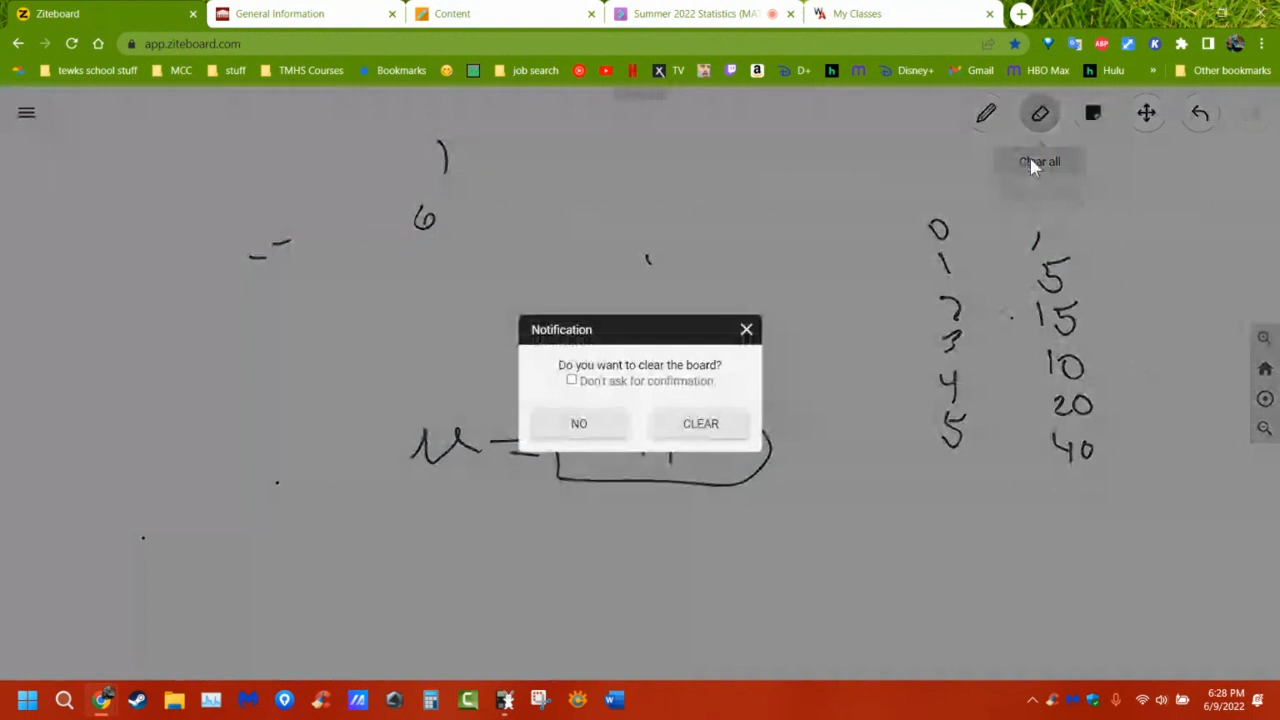 Ziteboard
General Information
Content
Summer 2022 Statistics (MA
My Classes
app.ziteboard.com
tewks school stuff MCC stuff TMHS Courses Bookmarks job search TV D+ Disney+ Gmail HBO Max Hulu » Other bookmarks
Clear all
)
6
0 1
1 5
2 15
3 10
4 20
5 40
Notification
Do you want to clear the board?
Don't ask for confirmation.
NO CLEAR
μ =
6:28 PM
6/9/2022